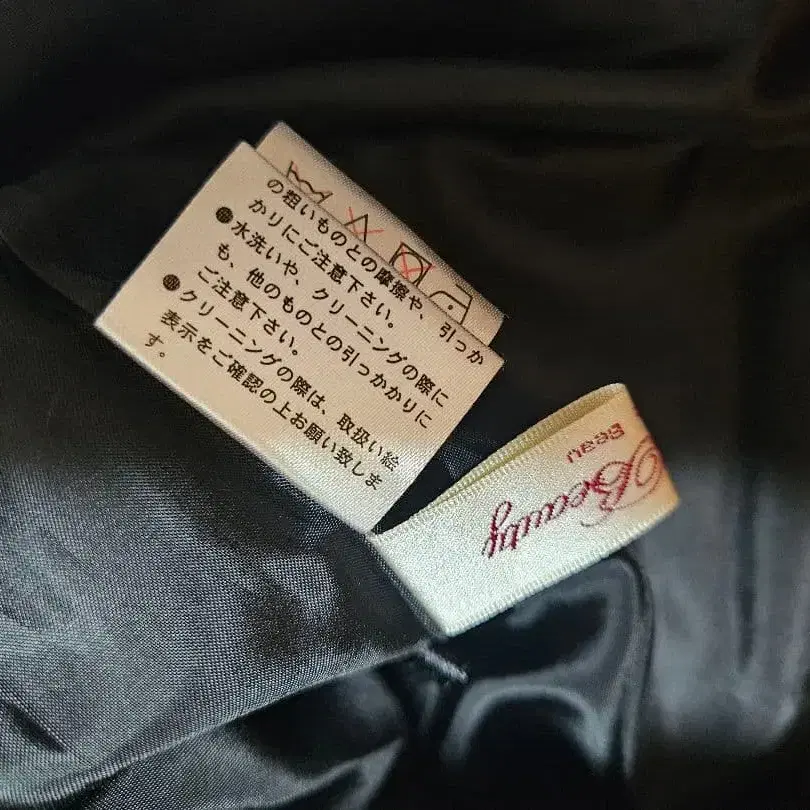 の粗いものとの摩擦や、引っか
かりにご注意下さい。
●水洗いや、クリーニングの際に
も、他のものとの引っかかりに
ご注意下さい。
●クリーニングの際は、取扱い絵
表示をご確認の上お願い致しま
す。
Beauty
Beau